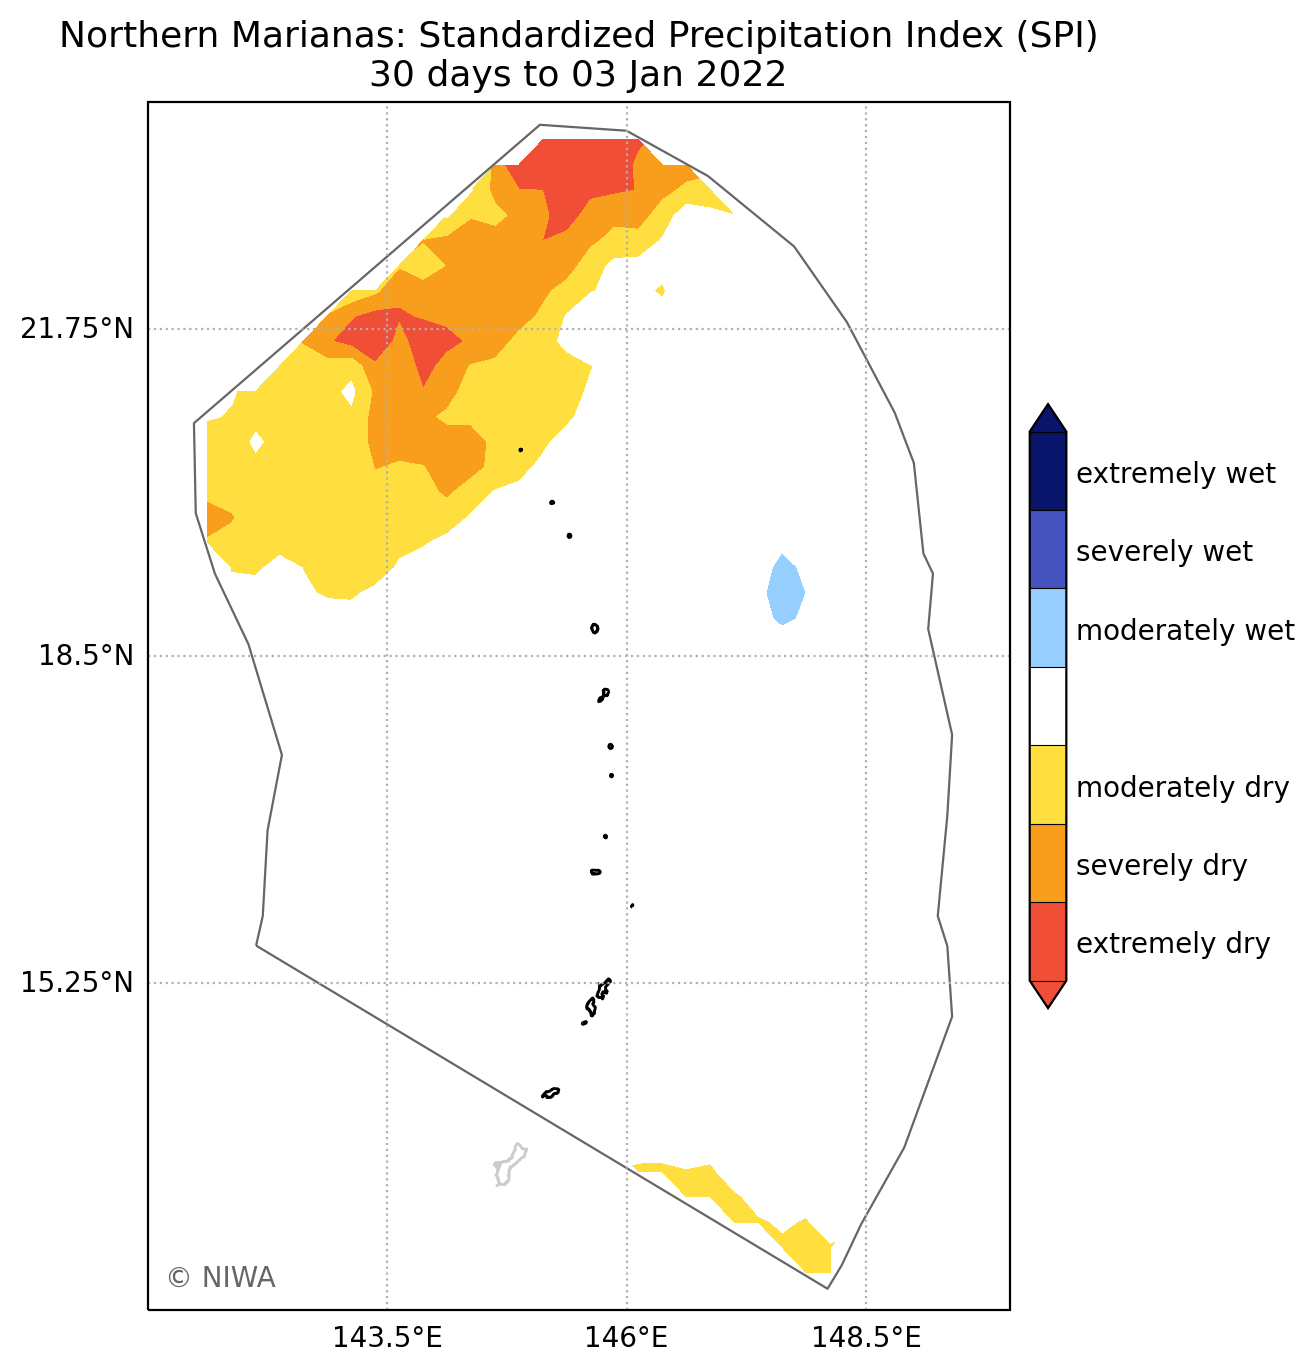 Northern Marianas: Standardized Precipitation Index (SPI)
30 days to 03 Jan 2022
21.75°N
18.5°N
15.25°N
143.5°E
146°E
148.5°E
extremely wet
severely wet
moderately wet
moderately dry
severely dry
extremely dry
© NIWA